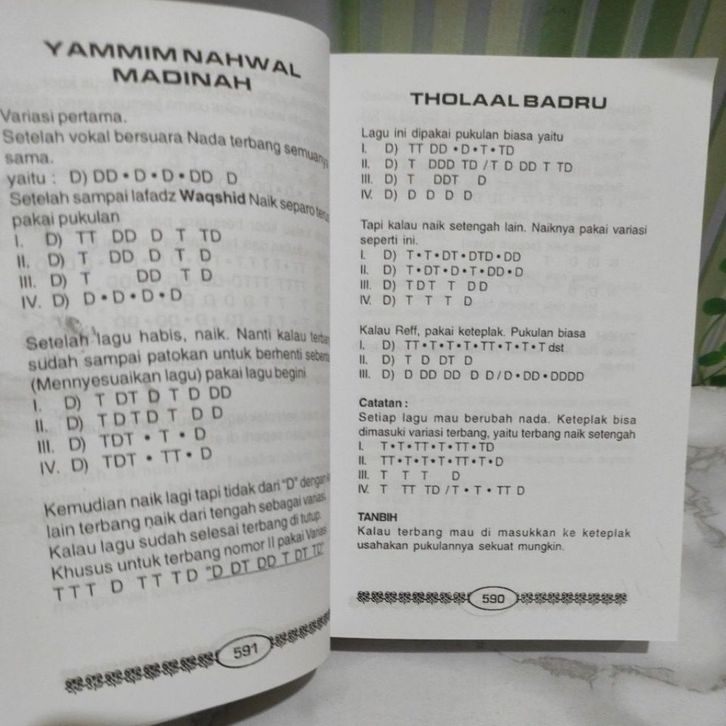 YAMMIM NAHWAL
MADINAH
Variasi pertama.
Setelah vokal bersuara Nada terbang semuanya
sama.
yaitu : D) DD • D • D • DD D
Setelah sampai lafadz Waqshid Naik separo
pakai pukulan
I. D) TT DD D T TD
II. D) T DD D T D
III. D) T DD T D
IV. D) D • D • D • D
Setelah lagu habis, naik. Nanti kalau
sudah sampai patokan untuk berhenti
(Mennyesuaikan lagu) pakai lagu begini
I. D) T DT D T D DD
II. D) T D T D T D D
III. D) TDT • T • D
IV. D) TDT • TT • D
Kemudian naik lagi tapi tidak dari "D" dengan
lain terbang naik dari tengah sebagai variasi.
Kalau lagu sudah selesai terbang di tutup.
Khusus untuk terbang nomor II pakai
TTT D TT TD "D DT DD T DT TD"
591
THOLAAL BADRU
Lagu ini dipakai pukulan biasa yaitu
I. D) TT DD • D • T • TD
II. D) T DDD TD / T D DD T TD
III. D) T DDT D
IV. D) D D D D
Tapi kalau naik setengah lain. Naiknya pakai variasi
seperti ini.
I. D) T • T • DT • DTD • DD
II. D) T • DT • D • T • DD • D
III. D) T D T T D D
IV. D) T T T D
Kalau Reff, pakai keteplak. Pukulan biasa
I. D) TT • T • T • T • TT • T • T • T dst
II. D) T D DT D
III. D) D DD DD D D / D • DD • DDDD
Catatan :
Setiap lagu mau berubah nada. Keteplak bisa
dimasuki variasi terbang, yaitu terbang naik setengah
I. T • T • TT • T • TT • TD
II. TT • T • T • T • TT • T • D
III. T T T D
IV. T TT TD / T • T • TT D
TANBIH
Kalau terbang mau di masukkan ke keteplak
usahakan pukulannya sekuat mungkin.
590